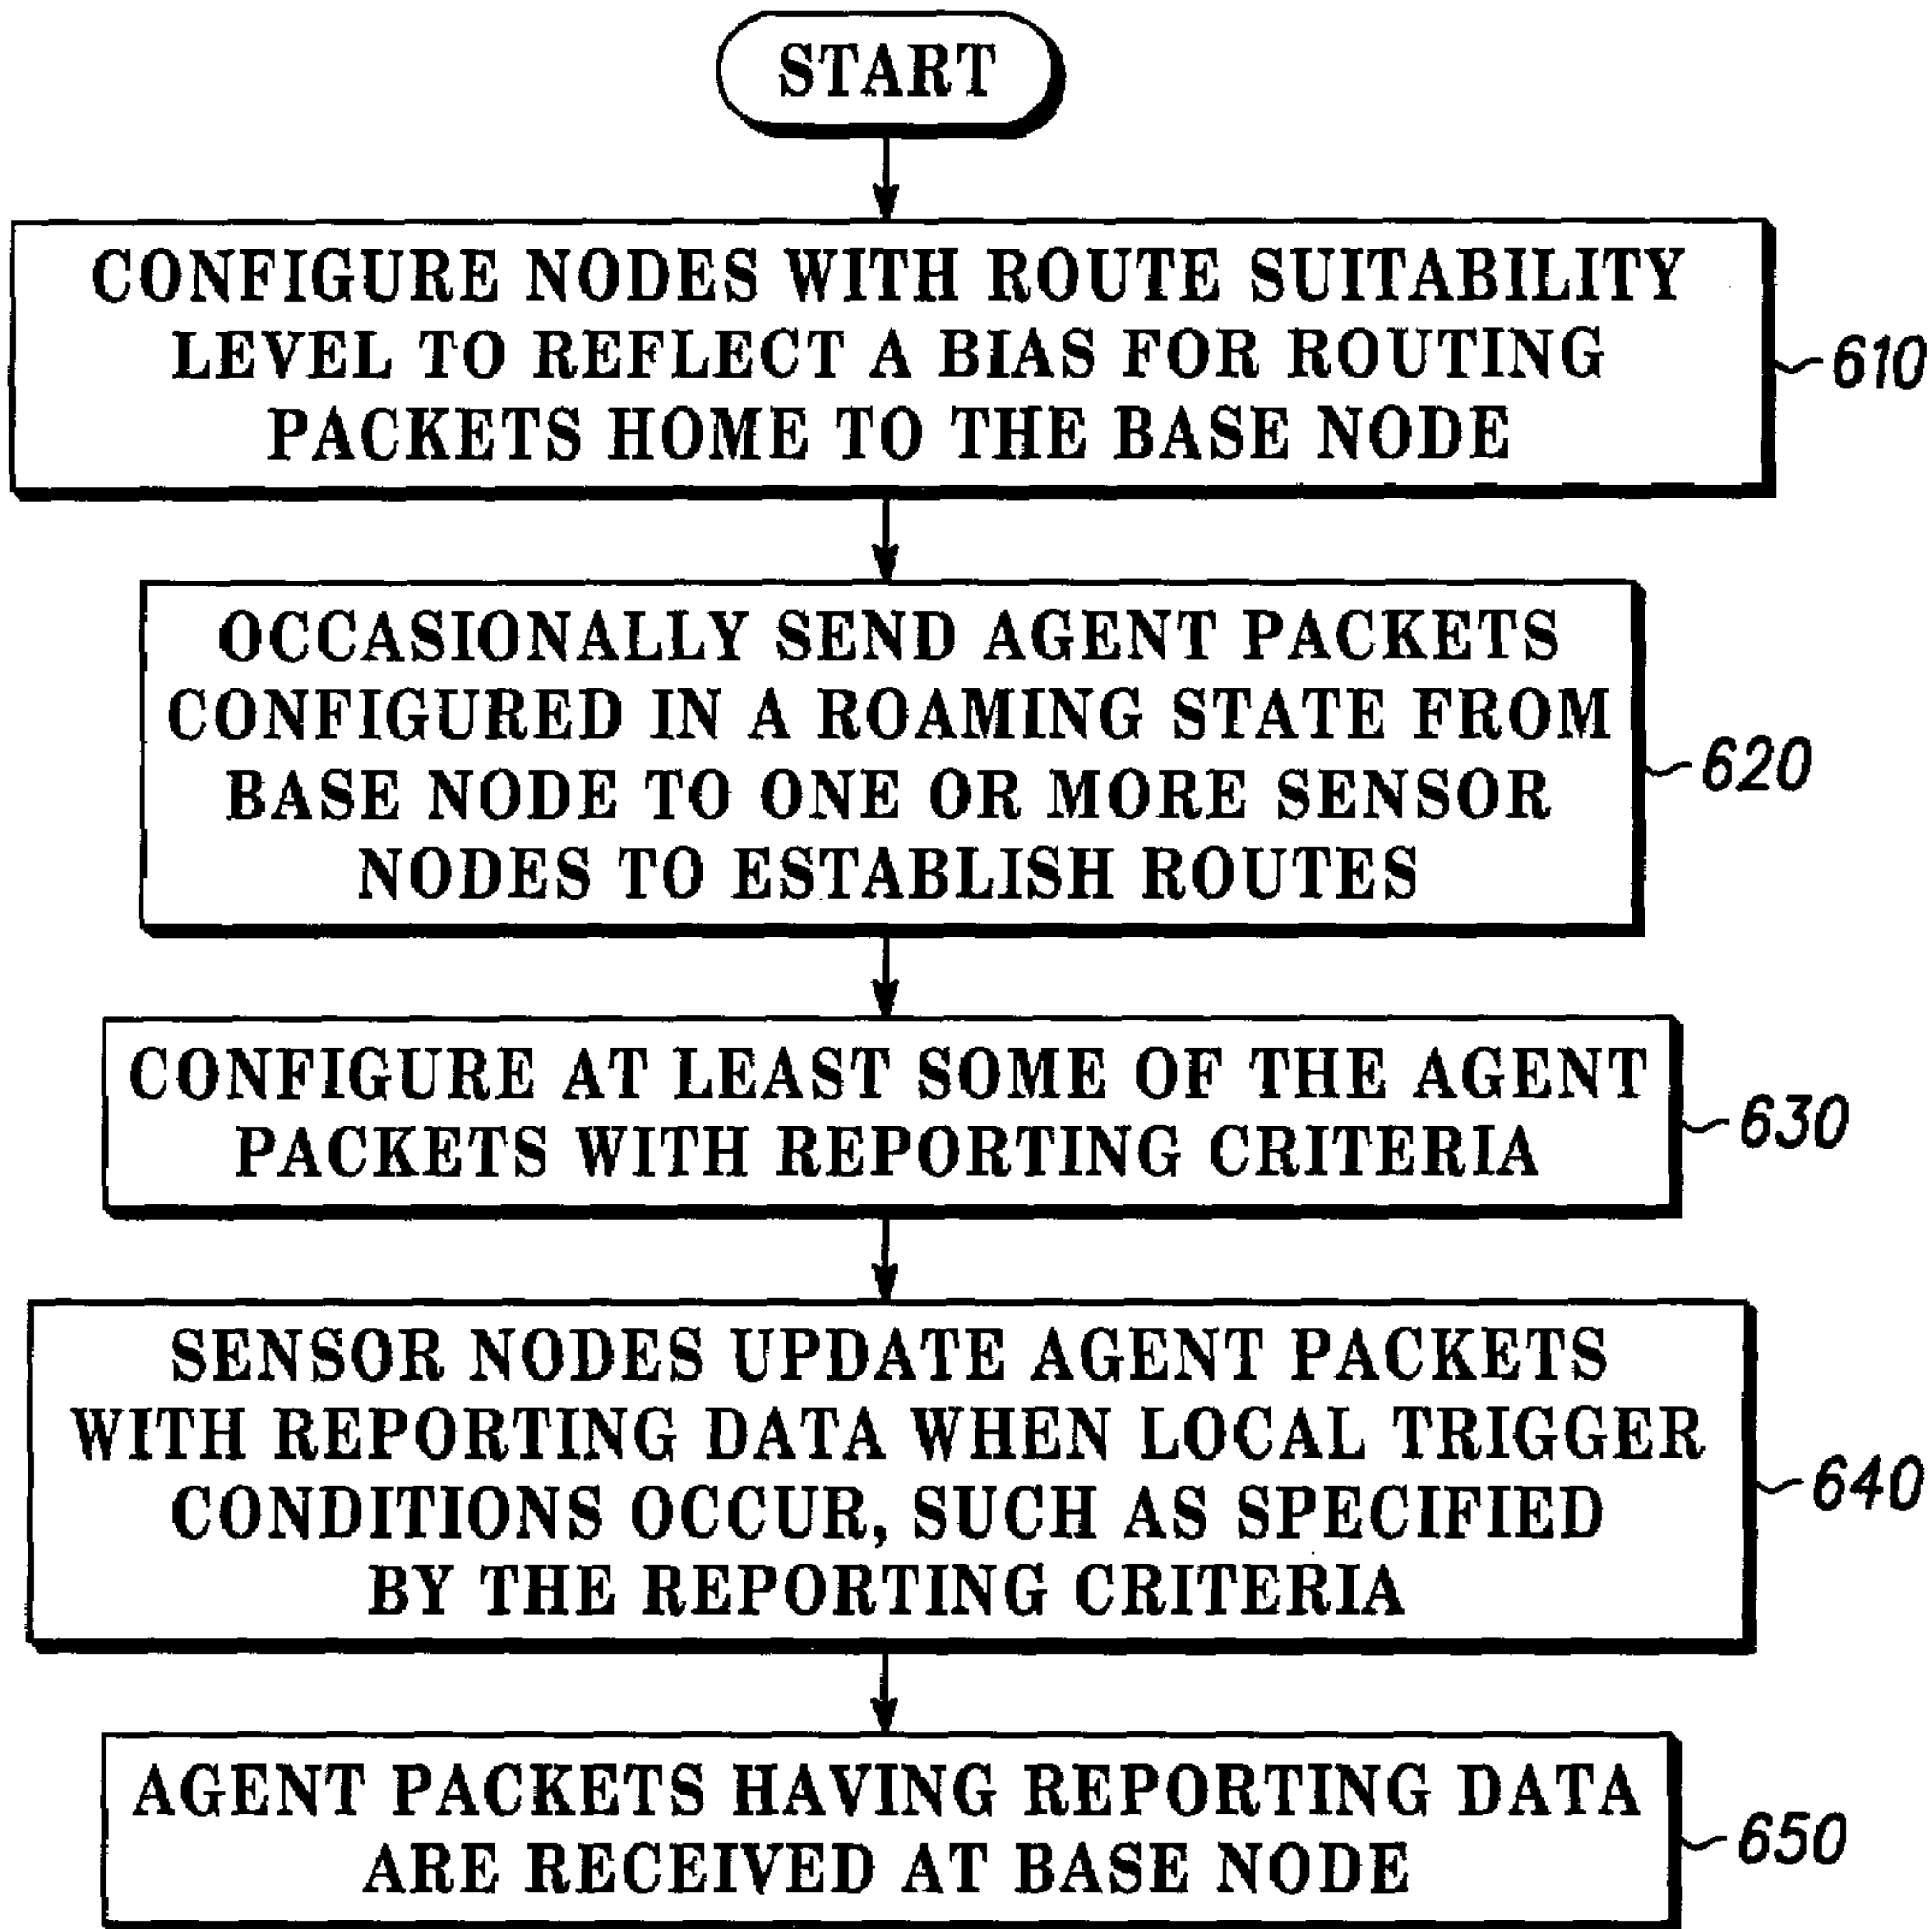 START
CONFIGURE NODES WITH ROUTE SUITABILITY
LEVEL TO REFLECT A BIAS FOR ROUTING
PACKETS HOME TO THE BASE NODE
610
OCCASIONALLY SEND AGENT PACKETS
CONFIGURED IN A ROAMING STATE FROM
BASE NODE TO ONE OR MORE SENSOR
NODES TO ESTABLISH ROUTES
620
CONFIGURE AT LEAST SOME OF THE AGENT
PACKETS WITH REPORTING CRITERIA
630
SENSOR NODES UPDATE AGENT PACKETS
WITH REPORTING DATA WHEN LOCAL TRIGGER
CONDITIONS OCCUR, SUCH AS SPECIFIED
BY THE REPORTING CRITERIA
640
AGENT PACKETS HAVING REPORTING DATA
ARE RECEIVED AT BASE NODE
650